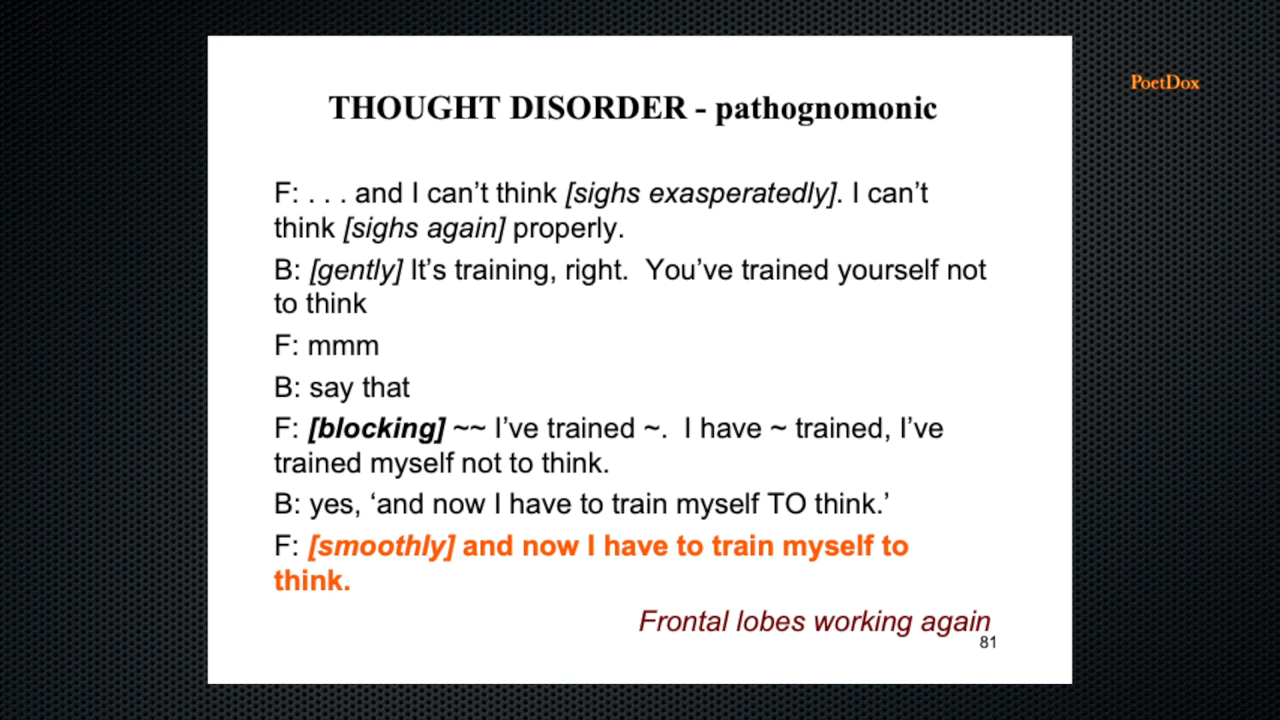 PoetDox
THOUGHT DISORDER - pathognomonic
F: . . . and I can’t think [sighs exasperatedly]. I can’t
think [sighs again] properly.
B: [gently] It’s training, right.  You’ve trained yourself not
to think
F: mmm
B: say that
F: [blocking] ~~ I’ve trained ~.  I have ~ trained, I’ve
trained myself not to think.
B: yes, ‘and now I have to train myself TO think.’
F: [smoothly] and now I have to train myself to
think.
Frontal lobes working again
81